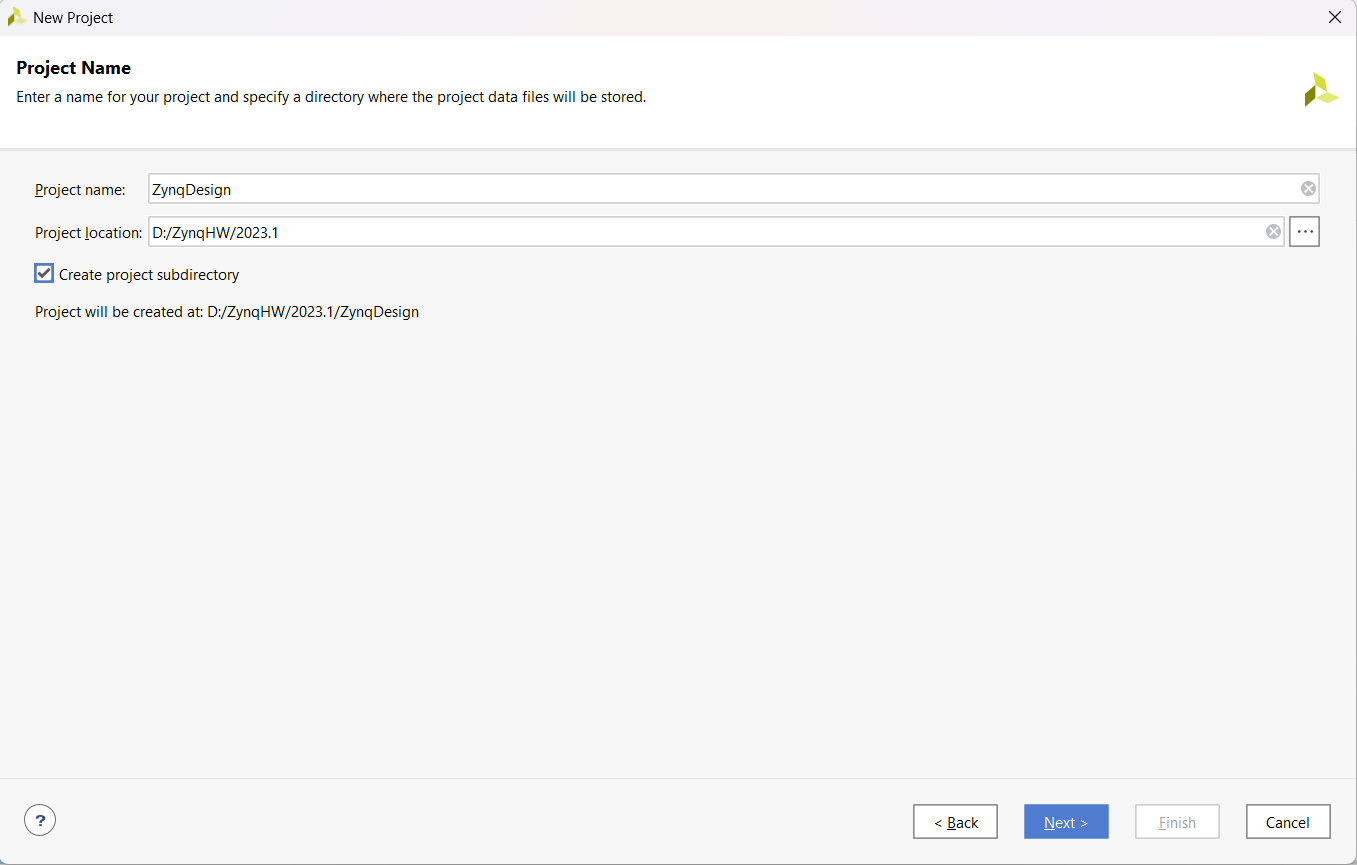 New Project
Project Name
Enter a name for your project and specify a directory where the project data files will be stored.
Project name: ZynqDesign
Project location: D:/ZynqHW/2023.1 ...
Create project subdirectory
Project will be created at: D:/ZynqHW/2023.1/ZynqDesign
? < Back Next > Finish Cancel